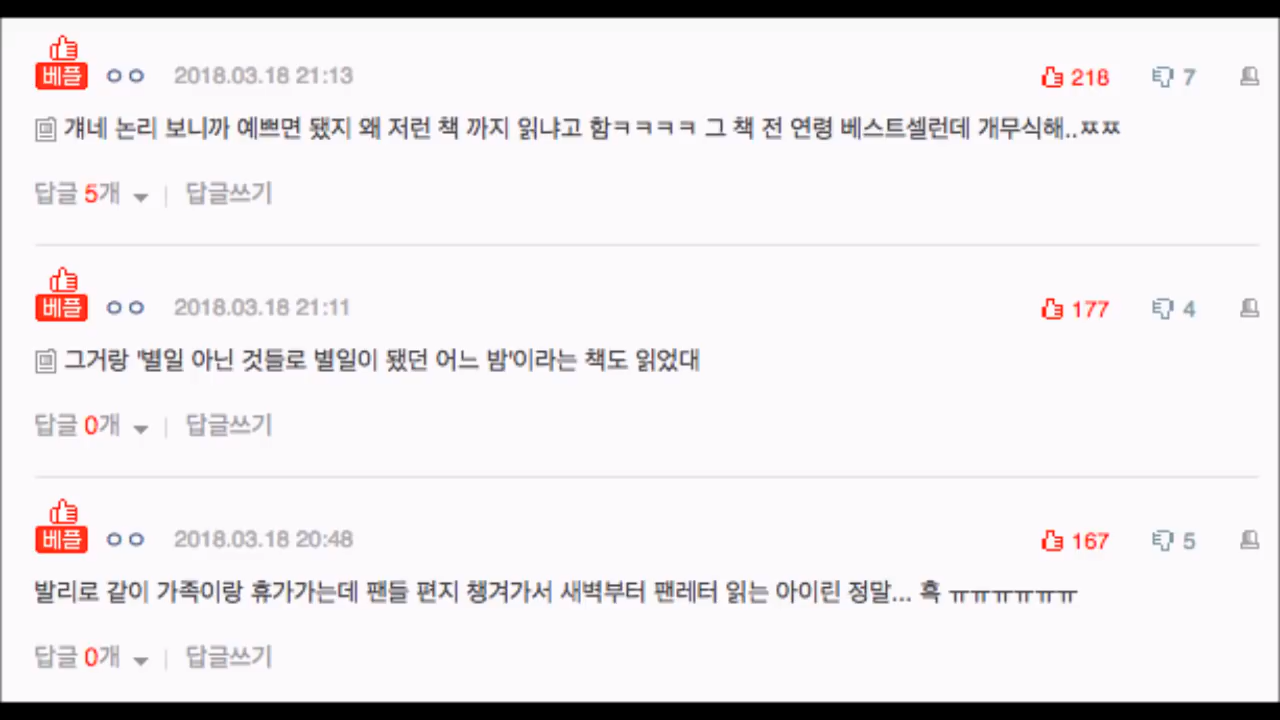 베플 ㅇㅇ 2018.03.18 21:13 218 7
걔네 논리 보니까 예쁘면 됐지 왜 저런 책 까지 읽냐고 함ㅋㅋㅋㅋ 그 책 전 연령 베스트셀런데 개무식해..ㅉㅉ
답글 5개 답글쓰기
베플 ㅇㅇ 2018.03.18 21:11 177 4
그거랑 '별일 아닌 것들로 별일이 됐던 어느 밤'이라는 책도 읽었대
답글 0개 답글쓰기
베플 ㅇㅇ 2018.03.18 20:48 167 5
발리로 같이 가족이랑 휴가가는데 팬들 편지 챙겨가서 새벽부터 팬레터 읽는 아이린 정말... 흑 ㅠㅠㅠㅠㅠㅠ
답글 0개 답글쓰기